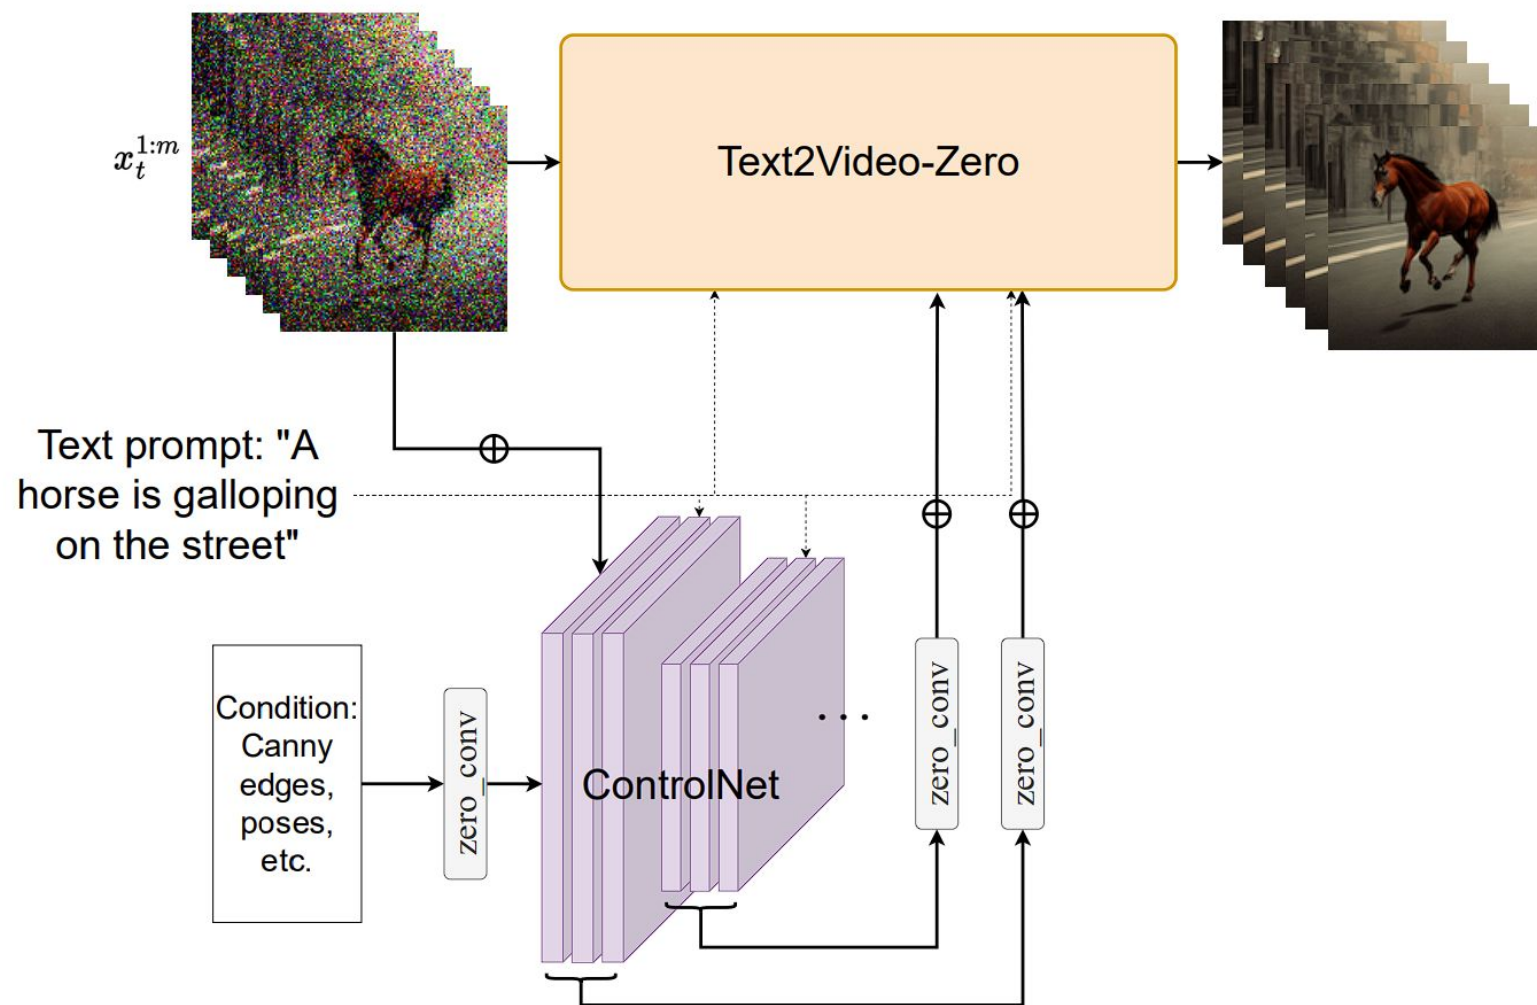 x_t^{1:m}
Text2Video-Zero
Text prompt: "A
horse is galloping
on the street"
Condition:
Canny
edges,
poses,
etc.
zero_conv
ControlNet
. . .
zero_conv
zero_conv